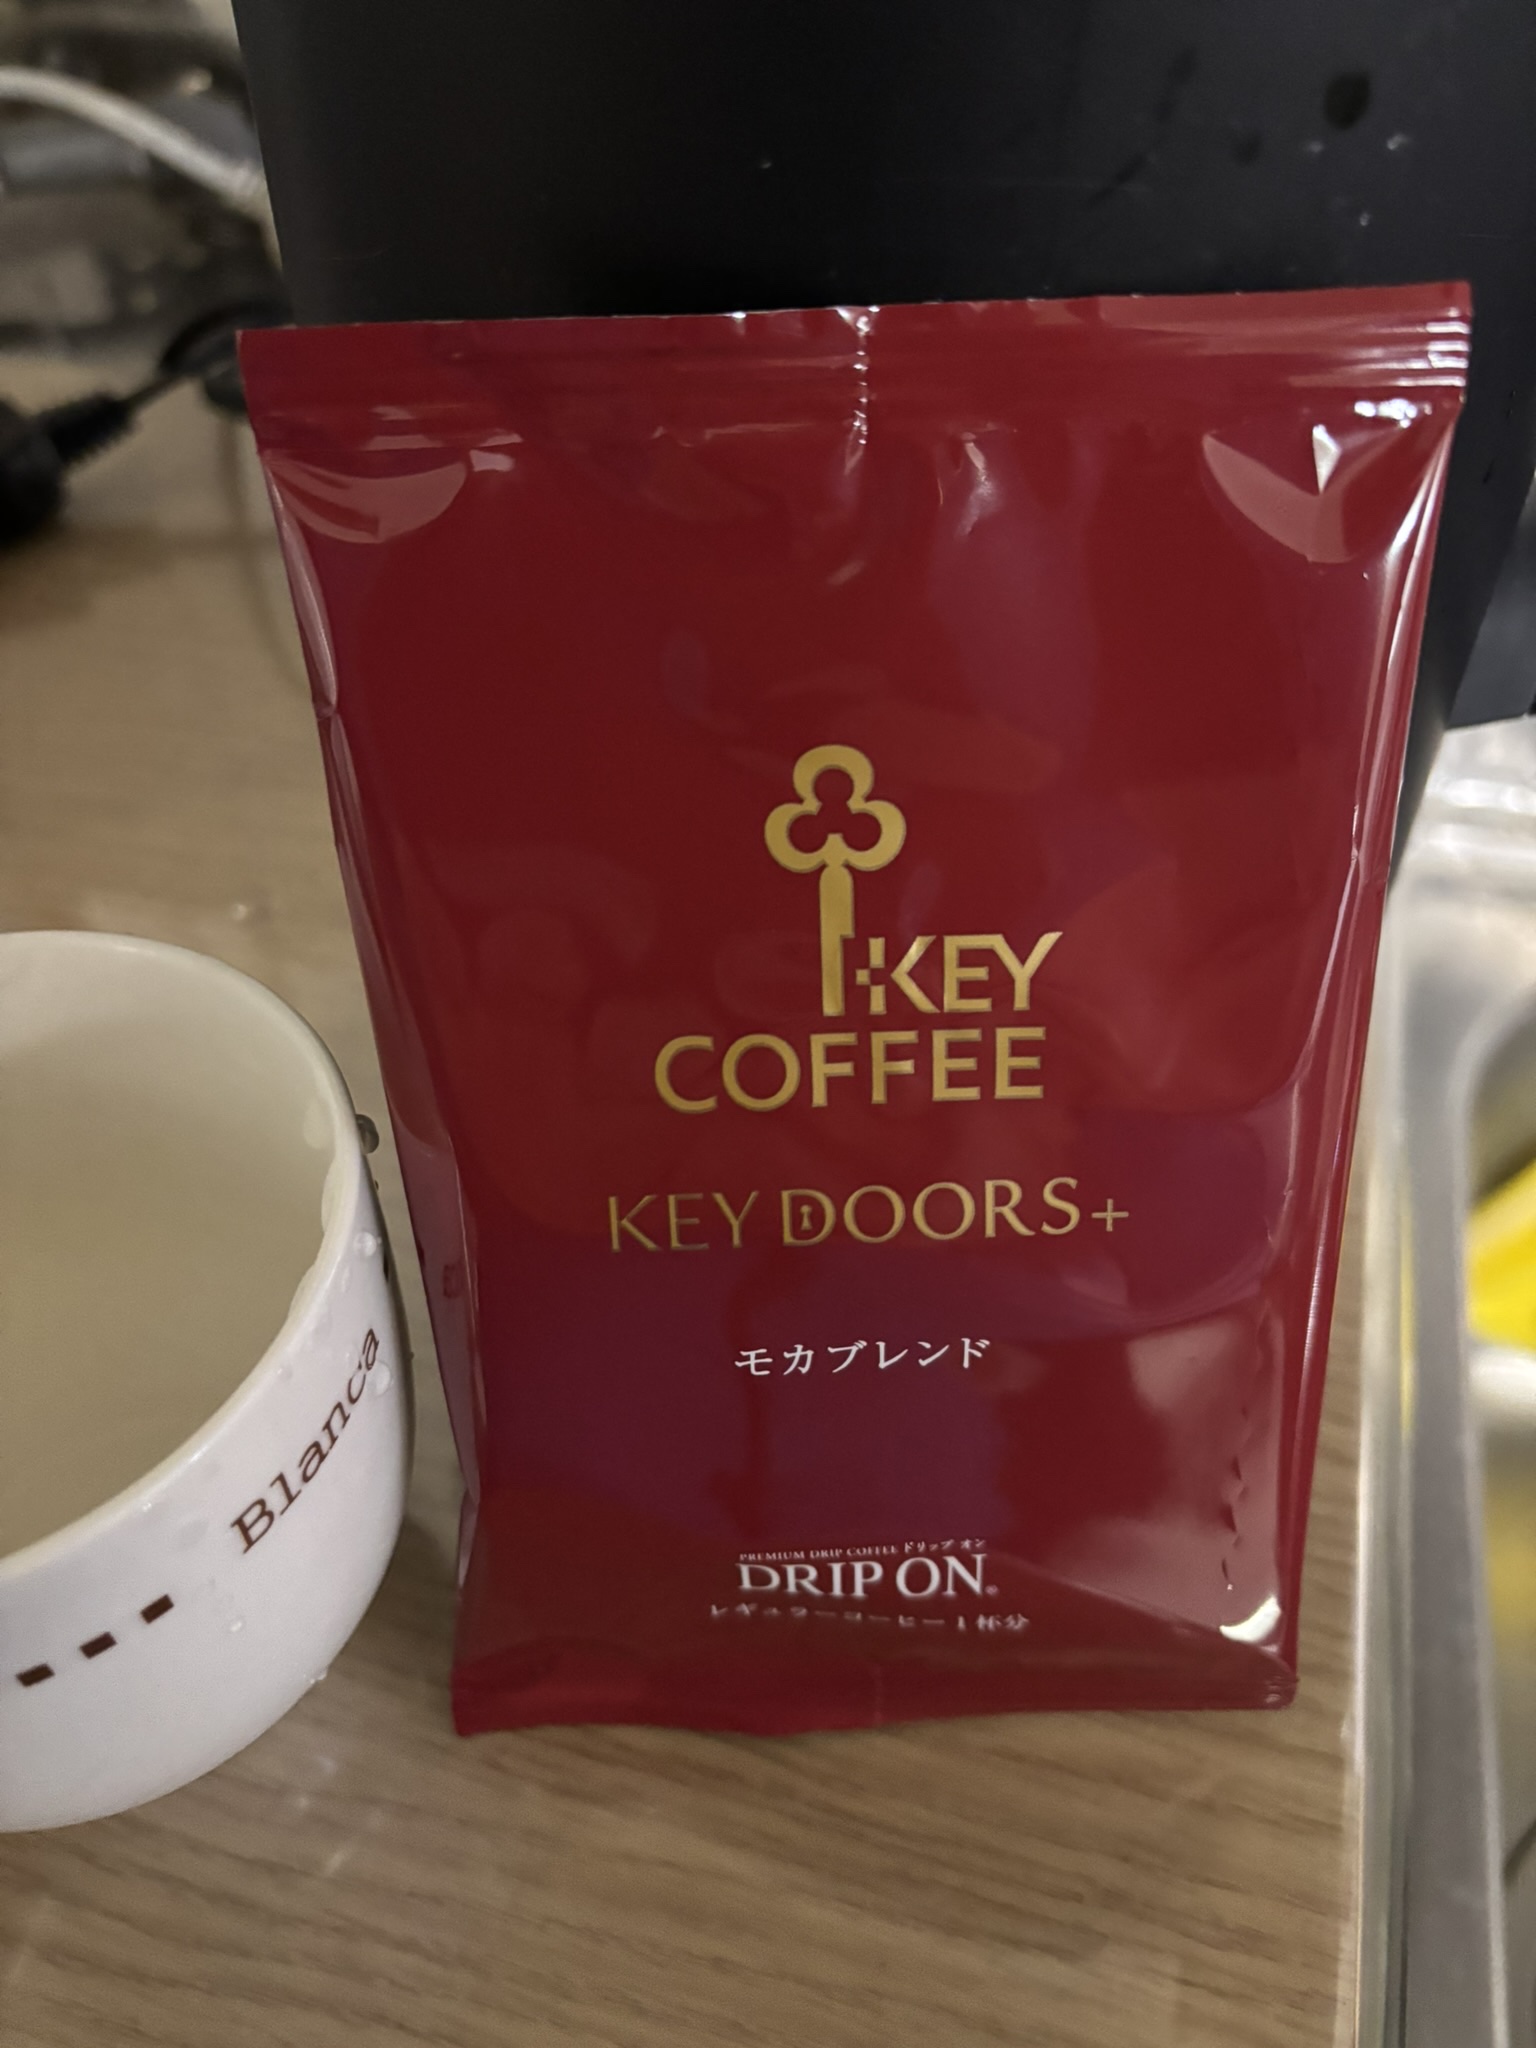 KEY
COFFEE
KEY DOORS+
モカブレンド
PREMIUM DRIP COFFEE ドリップ オン
DRIP ON®
レギュラーコーヒー1杯分
Blanca